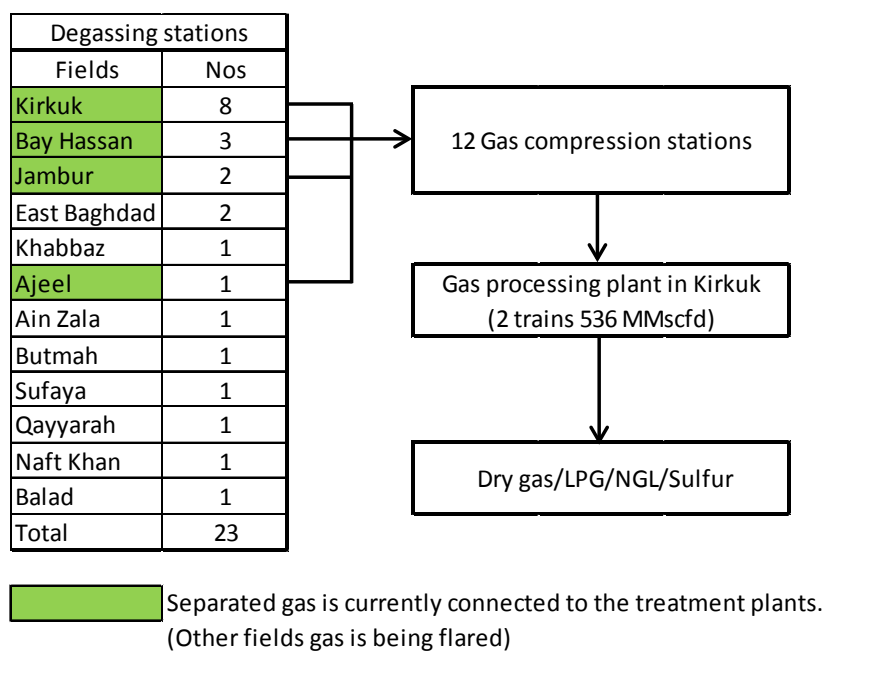 Degassing stations
Fields Nos
Kirkuk 8
Bay Hassan 3
Jambur 2
East Baghdad 2
Khabbaz 1
Ajeel 1
Ain Zala 1
Butmah 1
Sufaya 1
Qayyarah 1
Naft Khan 1
Balad 1
Total 23
12 Gas compression stations
Gas processing plant in Kirkuk
(2 trains 536 MMscfd)
Dry gas/LPG/NGL/Sulfur
Separated gas is currently connected to the treatment plants.
(Other fields gas is being flared)